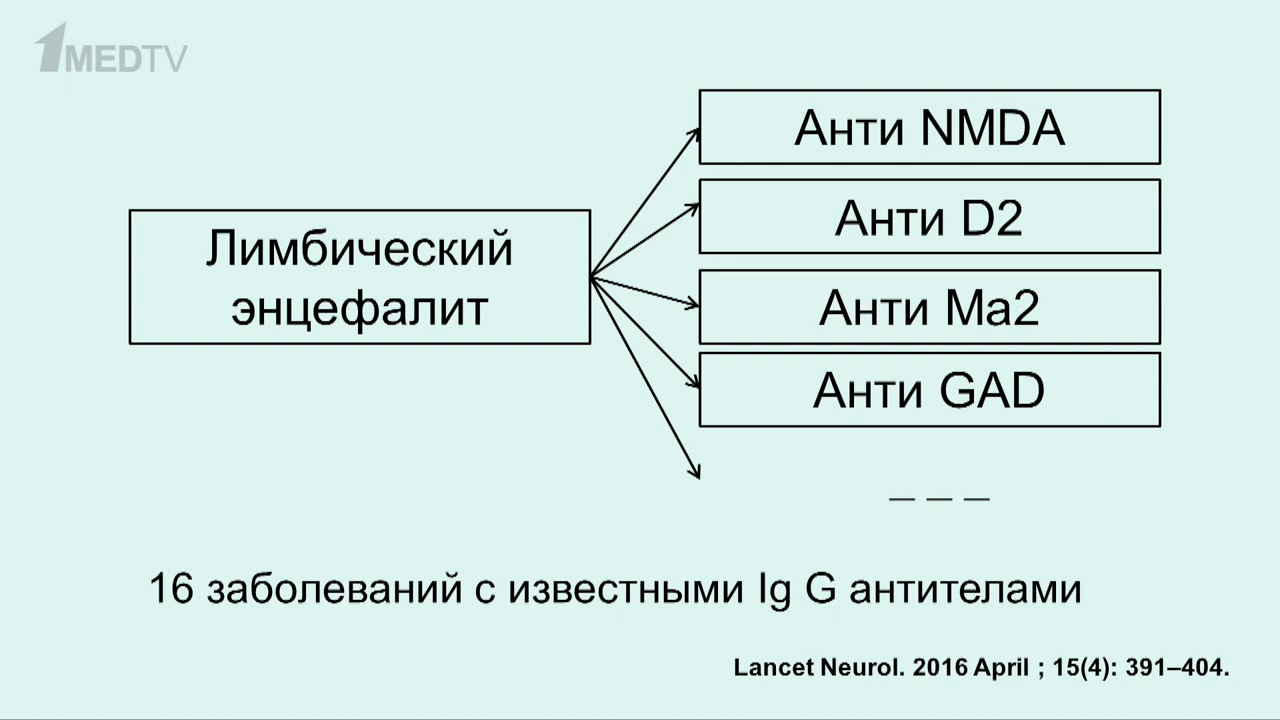 1MEDTV
Анти NMDA
Анти D2
Лимбический
энцефалит
Анти Ma2
Анти GAD
_ _ _
16 заболеваний с известными Ig G антителами
Lancet Neurol. 2016 April ; 15(4): 391–404.